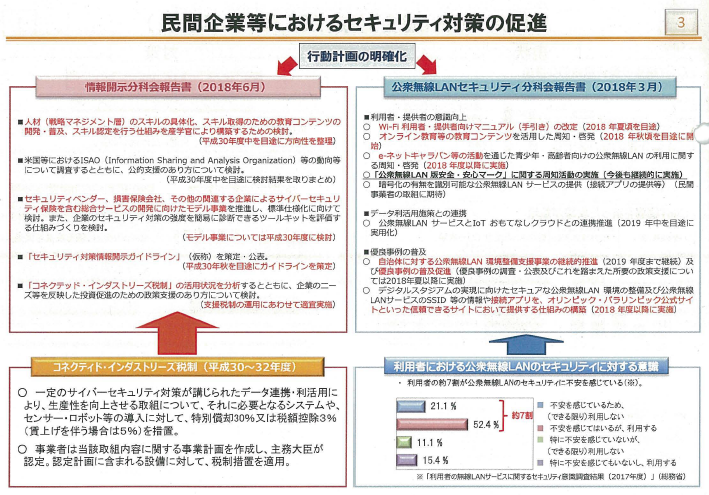 民間企業等におけるセキュリティ対策の促進
3
行動計画の明確化
情報開示分科会報告書（2018年6月）
■人材（戦略マネジメント層）のスキルの具体化、スキル取得のための教育コンテンツの
開発・普及、スキル認定を行う仕組みを産学官により構築するための検討。
（平成30年度中を目途に方向性を整理）
■米国等におけるISAO（Information Sharing and Analysis Organization）等の動向等
について調査するとともに、公的支援のあり方について検討。
（平成30年度中を目途に検討結果を取りまとめ）
■セキュリティベンダー、損害保険会社、その他の関連する企業によるサイバーセキュ
リティ保険を含む総合サービスの開発に向けたモデル事業を推進し、標準仕様化に向けて
検討。また、企業のセキュリティ対策の強度を簡易に診断できるツールキットを評価す
る仕組みづくりを検討。
（モデル事業については平成30年度に検討）
■「セキュリティ対策情報開示ガイドライン」（仮称）を策定・公表。
（平成30年秋を目途にガイドラインを策定）
■「コネクテッド・インダストリーズ税制」の活用状況を分析するとともに、企業のニー
ズ等を反映した投資促進のための政策支援のあり方について検討。
（支援税制の運用にあわせて適宜実施）
公衆無線LANセキュリティ分科会報告書（2018年３月）
■利用者・提供者の意識向上
○ Wi-Fi 利用者・提供者向けマニュアル（手引き）の改定（2018 年夏頃を目途）
○ オンライン教育等の教育コンテンツを活用した周知・啓発（2018 年秋頃を目途に開
始）
○ e-ネットキャラバン等の活動を通じた青少年・高齢者向けの公衆無線LAN の利用に関
する周知・啓発（2018 年度以降に実施）
○ 「公衆無線LAN 版安全・安心マーク」に関する周知活動の実施（今後も継続的に実施）
○ 暗号化の有無を識別可能な公衆無線LAN サービスの提供（接続アプリの提供等）（民間
事業者の取組に期待）
■データ利活用施策との連携
○ 公衆無線LAN サービスとIoT おもてなしクラウドとの連携推進（2019 年中を目途に実
用化）
■優良事例の普及
○ 自治体に対する公衆無線LAN 環境整備支援事業の継続的推進（2019 年度まで継続）及
び優良事例の普及促進（優良事例の調査・公表及びこれを踏まえた所要の政策支援につい
ては2018年夏以降に実施）
○ デジタルスタジアムの実現に向けたセキュアな公衆無線LAN 環境の整備及び公衆無線
LANサービスのSSID 等の情報や接続アプリを、オリンピック・パラリンピック公式サイ
トといった信頼できるサイトにおいて提供する仕組みの構築（2018 年度以降に実施）
コネクティド・インダストリーズ税制（平成30～32年度）
○ 一定のサイバーセキュリティ対策が講じられたデータ連携・利活用に
より、生産性を向上させる取組について、それに必要となるシステムや、
センサー・ロボット等の導入に対して、特別償却30％又は税額控除３％
（賃上げを伴う場合は５％）を措置。
○ 事業者は当該取組内容に関する事業計画を作成し、主務大臣が
認定。認定計画に含まれる設備に対して、税制措置を適用。
利用者における公衆無線LANのセキュリティに対する意識
・ 利用者の約７割が公衆無線LANのセキュリティに不安を感じている（※）。
21.1 %
52.4 %
11.1 %
15.4 %
約７割
不安を感じているため、
（できる限り）利用しない
不安を感じてはいるが、利用する
特に不安を感じていないが、
（できる限り）利用しない
特に不安を感じてもいないし、利用する
※「利用者の無線LANサービスに関するセキュリティ意識調査結果（2017年度）」（総務省）